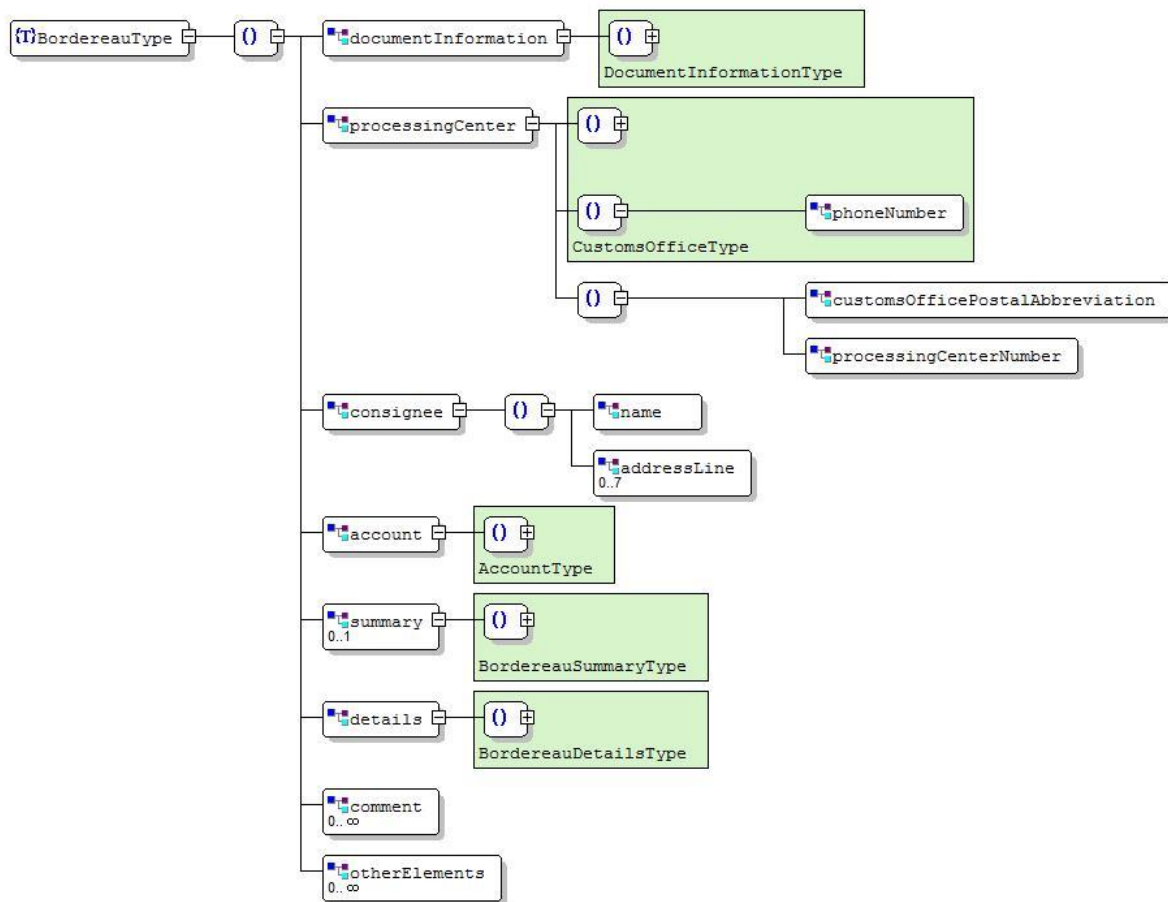 {T}BordereauType
()
documentInformation
()
DocumentInformationType
processingCenter
()
()
phoneNumber
CustomsOfficeType
()
customsOfficePostalAbbreviation
processingCenterNumber
consignee
()
name
addressLine
0..7
account
()
AccountType
summary
0..1
()
BordereauSummaryType
details
()
BordereauDetailsType
comment
0..∞
otherElements
0..∞